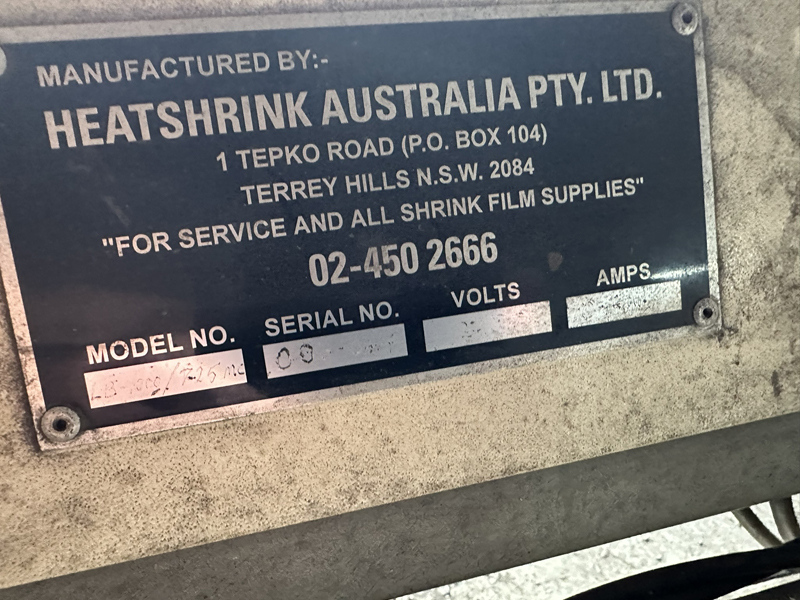 MANUFACTURED BY:-
HEATSHRINK AUSTRALIA PTY. LTD.
1 TEPKO ROAD (P.O. BOX 104)
TERREY HILLS N.S.W. 2084
"FOR SERVICE AND ALL SHRINK FILM SUPPLIES"
02-450 2666
MODEL NO. SERIAL NO. VOLTS AMPS